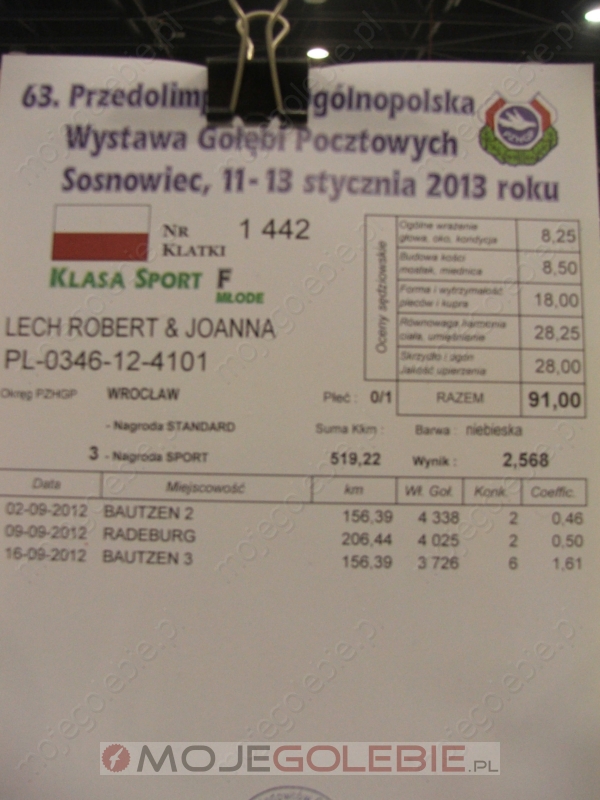 63. Przedolimp gólnopolska
Wystawa Gołębi Pocztowych
Sosnowiec, 11-13 stycznia 2013 roku
NR KLATKI 1 442
KLASA SPORT F
MŁODE
LECH ROBERT & JOANNA
PL-0346-12-4101
Okręg PZHGP WROCŁAW
Oceny sędziowskie
Ogólne wrażenie głowa, oko, kondycja 8,25
Budowa kości mostek, miednica 8,50
Forma i wytrzymałość pleców i kupra 18,00
Równowaga, harmonia ciała, umięśnienie 28,25
Skrzydło i ogon Jakość upierzenia 28,00
Płeć : 0/1 RAZEM 91,00
- Nagroda STANDARD Suma Kkm : Barwa : niebieska
3 - Nagroda SPORT 519,22 Wynik : 2,568
Data Miejscowość km Wł. Goł. Konk. Coeffic.
02-09-2012 BAUTZEN 2 156,39 4 338 2 0,46
09-09-2012 RADEBURG 206,44 4 025 2 0,50
16-09-2012 BAUTZEN 3 156,39 3 726 6 1,61
MOJEGOLEBIE.PL